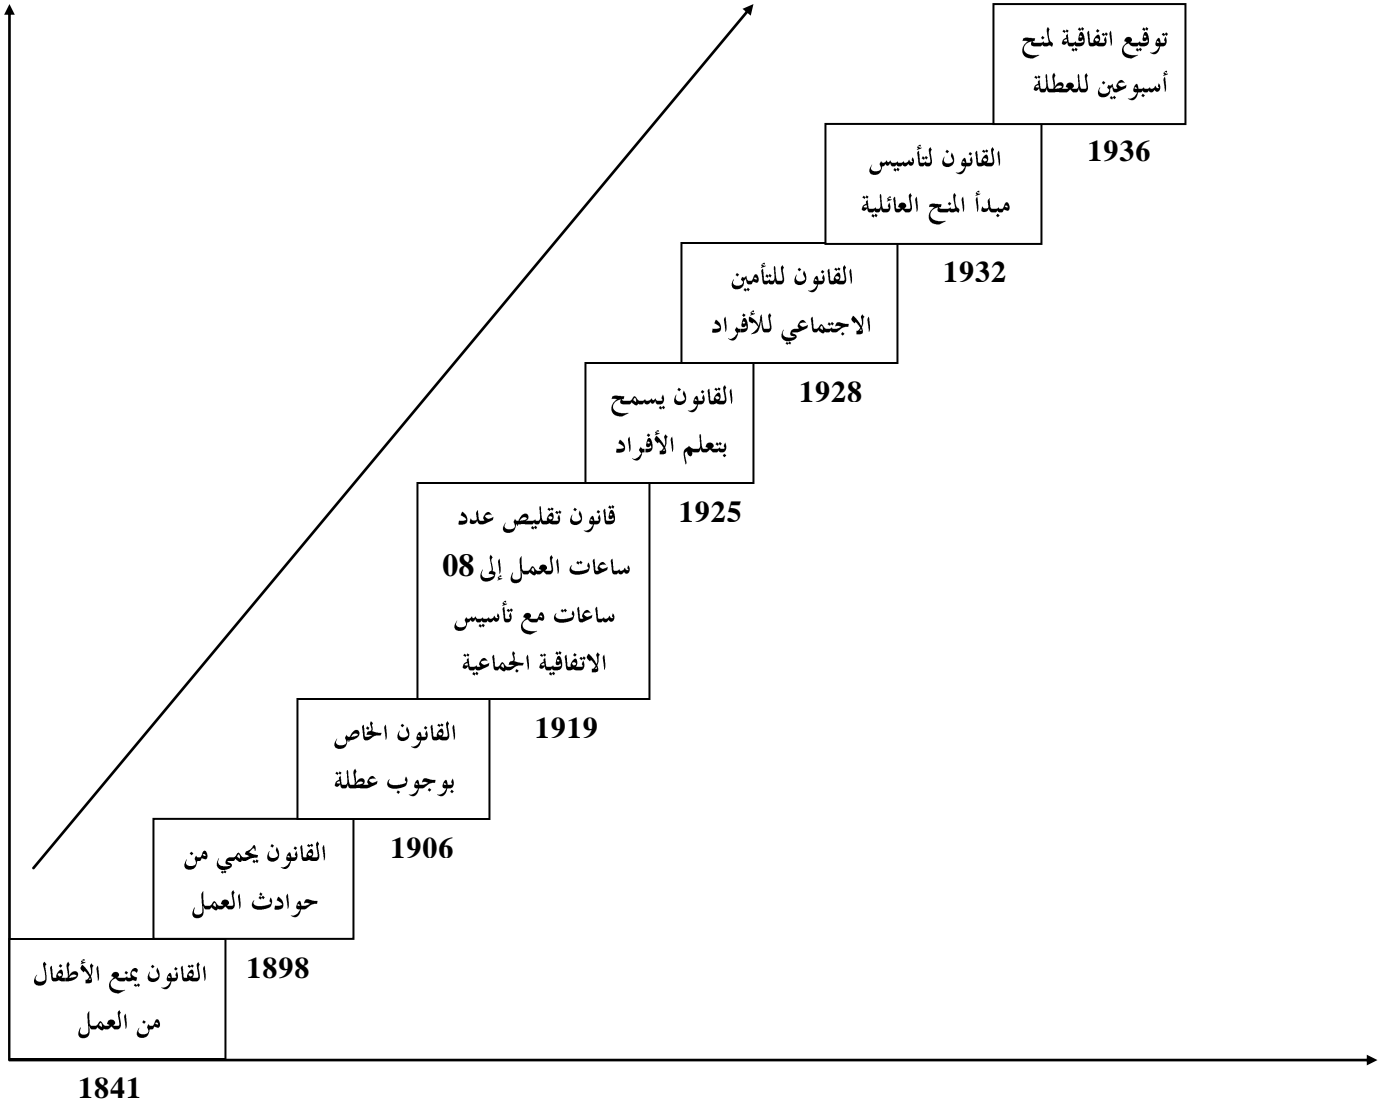 توقيع اتفاقية لمنح
أسبوعين للعطلة
1936
القانون لتأسيس
مبدأ المنح العائلية
1932
القانون للتأمين
الاجتماعي للأفراد
1928
القانون يسمح
بتعلم الأفراد
1925
قانون تقليص عدد
ساعات العمل إلى 08
ساعات مع تأسيس
الاتفاقية الجماعية
1919
القانون الخاص
بوجوب عطلة
1906
القانون يحمي من
حوادث العمل
1898
القانون يمنع الأطفال
من العمل
1841